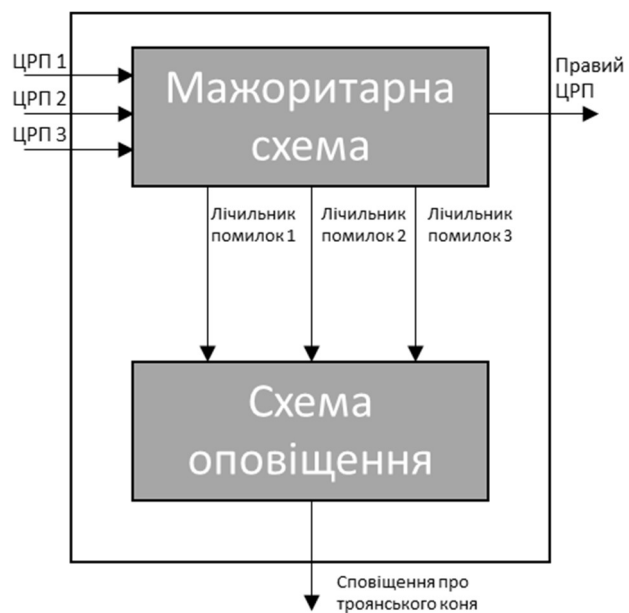 ЦРП 1
ЦРП 2
ЦРП 3
Мажоритарна
схема
Правий
ЦРП
Лічильник
помилок 1
Лічильник
помилок 2
Лічильник
помилок 3
Схема
оповіщення
Сповіщення про
троянського коня